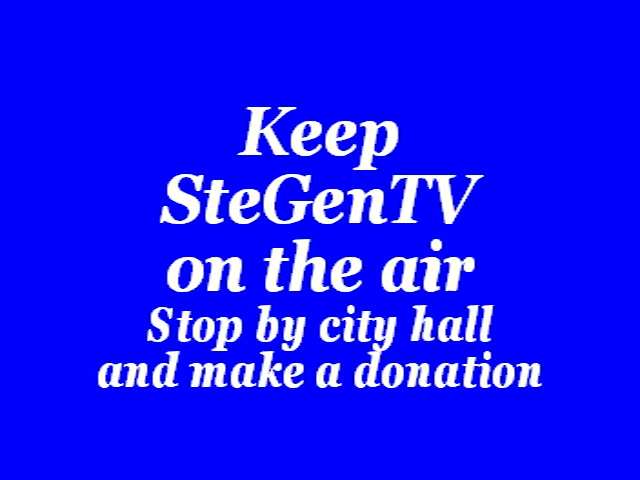 Keep
SteGenTV
on the air
Stop by city hall
and make a donation